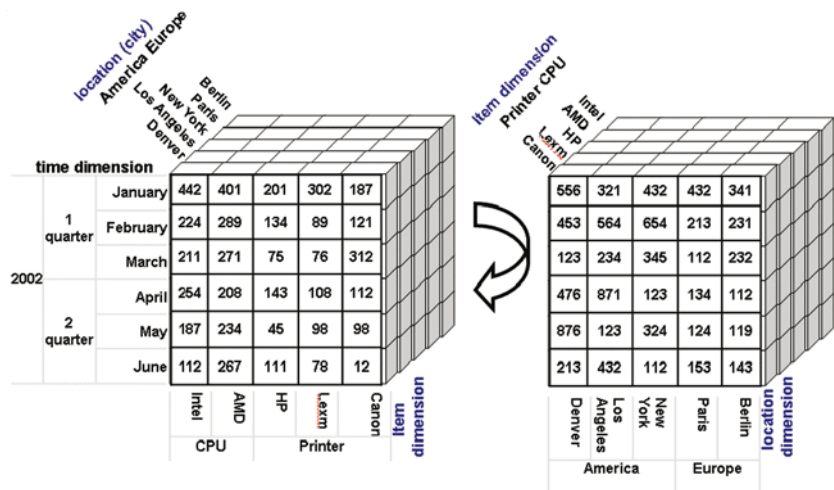 location (city)
America Europe
Berlin
Paris
New York
Los Angeles
Denver
time dimension
2002
1
quarter
2
quarter
January 442 401 201 302 187
February 224 289 134 89 121
March 211 271 75 76 312
April 254 208 143 108 112
May 187 234 45 98 98
June 112 267 111 78 12
Intel
AMD
HP
Lexm
Canon
CPU
Printer
Item
dimension
Item dimension
Printer CPU
Intel
AMD
HP
Lexm
Canon
556 321 432 432 341
453 564 654 213 231
123 234 345 112 232
476 871 123 134 112
876 123 324 124 119
213 432 112 153 143
Denver
Los
Angeles
New
York
Paris
Berlin
America
Europe
location
dimension